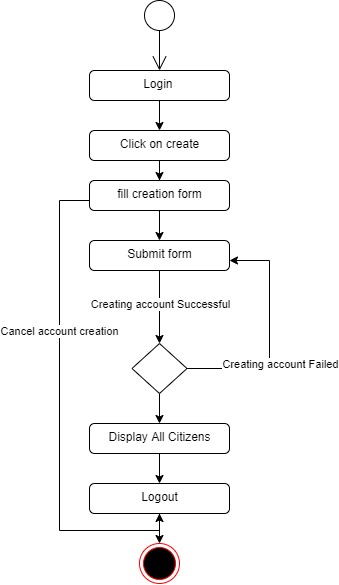 Login
Click on create
fill creation form
Submit form
Creating account Successful
Cancel account creation
Creating account Failed
Display All Citizens
Logout